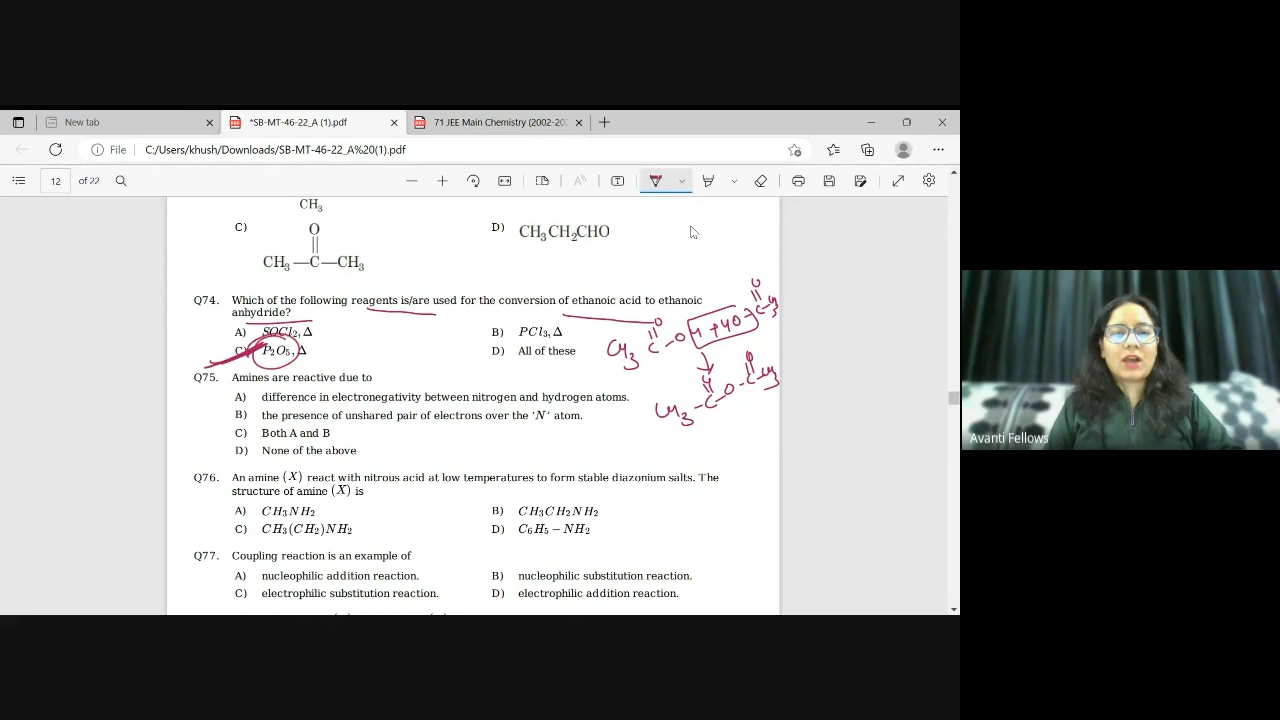 New tab
*SB-MT-46-22_A (1).pdf
71 JEE Main Chemistry (2002-202
File
C:/Users/khush/Downloads/SB-MT-46-22_A%20(1).pdf
12 of 22
CH3
C)
O
CH3—C—CH3
D) CH3CH2CHO
Q74. Which of the following reagents is/are used for the conversion of ethanoic acid to ethanoic
anhydride?
A) SOCl2, Δ
B) PCl3, Δ
C) P2O5, Δ
D) All of these
O
CH3 C O H + HO C CH3
O
CH3 - C O - C CH3
Q75. Amines are reactive due to
A) difference in electronegativity between nitrogen and hydrogen atoms.
B) the presence of unshared pair of electrons over the 'N' atom.
C) Both A and B
D) None of the above
Q76. An amine (X) react with nitrous acid at low temperatures to form stable diazonium salts. The
structure of amine (X) is
A) CH3NH2
B) CH3CH2NH2
C) CH3(CH2)NH2
D) C6H5 − NH2
Q77. Coupling reaction is an example of
A) nucleophilic addition reaction.
B) nucleophilic substitution reaction.
C) electrophilic substitution reaction.
D) electrophilic addition reaction.
Avanti Fellows